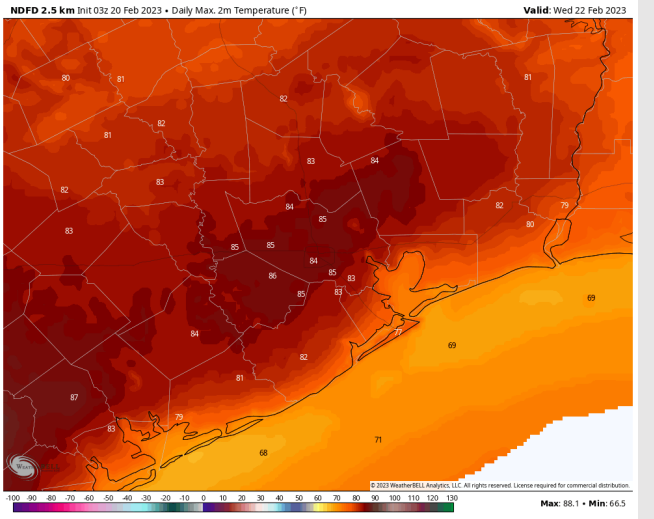 NDFD 2.5 km Init 03z 20 Feb 2023 • Daily Max. 2m Temperature (°F)
Valid: Wed 22 Feb 2023
80 81 81
82
82
81
83 84
83
82
84 82 79
85 80
83
85 85
84
86 85 83
85 83 69
84 77
69
82
81
87
79
83
71
68
© 2023 WeatherBELL Analytics, LLC. All rights reserved. License required for commercial distribution.
-100 -90 -80 -70 -60 -50 -40 -30 -20 -10 0 10 20 30 40 50 60 70 80 90 100 110 120 130
Max: 88.1 • Min: 66.5